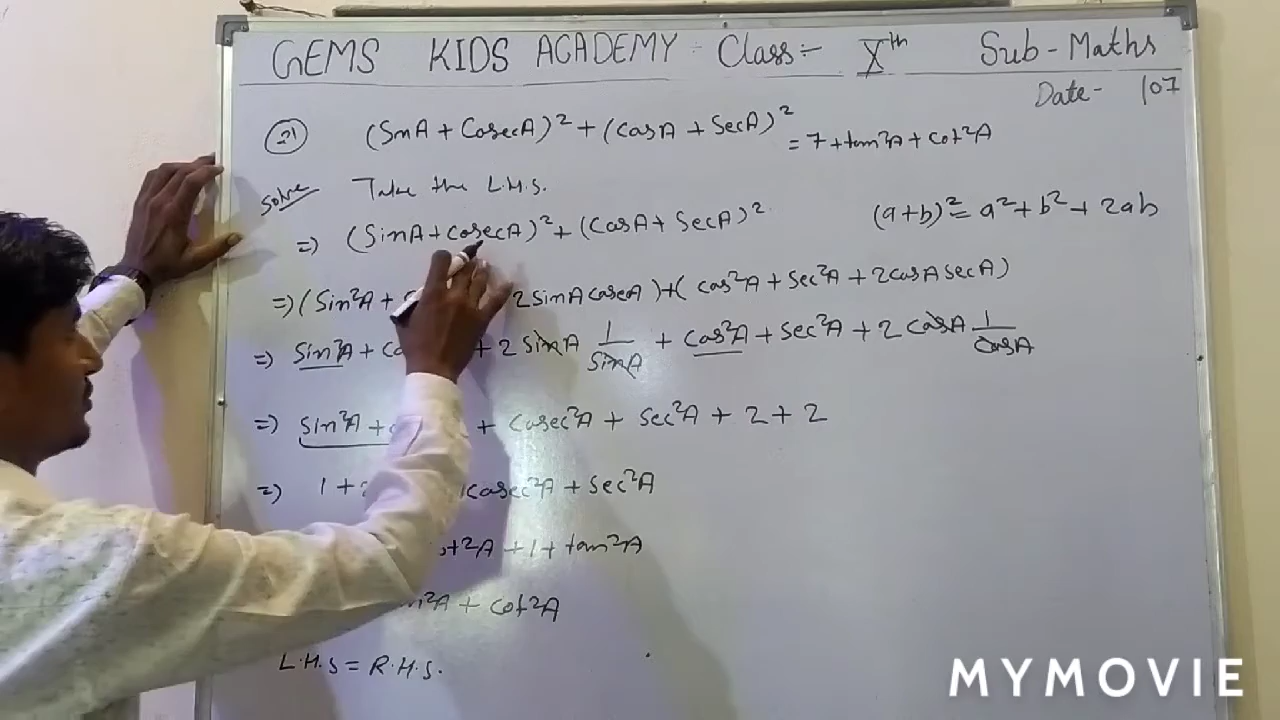 GEMS KIDS ACADEMY - Class:- Xth Sub - Maths
Date- 107
(21) (SinA + CosecA)² + (CosA + SecA)² = 7 + tan²A + Cot²A
Solve Take the L.H.S.
=) (SinA + CosecA)² + (CosA + SecA)² (a+b)² = a² + b² + 2ab
=) (Sin²A + 2SinA CosecA) + (Cos²A + Sec²A + 2CosA SecA)
=) Sin²A + + 2 SinA 1/SinA + Cos²A + Sec²A + 2 CosA 1/CosA
=) Sin²A + + Cosec²A + Sec²A + 2 + 2
=) 1 + Cosec²A + Sec²A
+ 1 + tan²A
+ Cot²A
L.H.S = R.H.S.
MYMOVIE